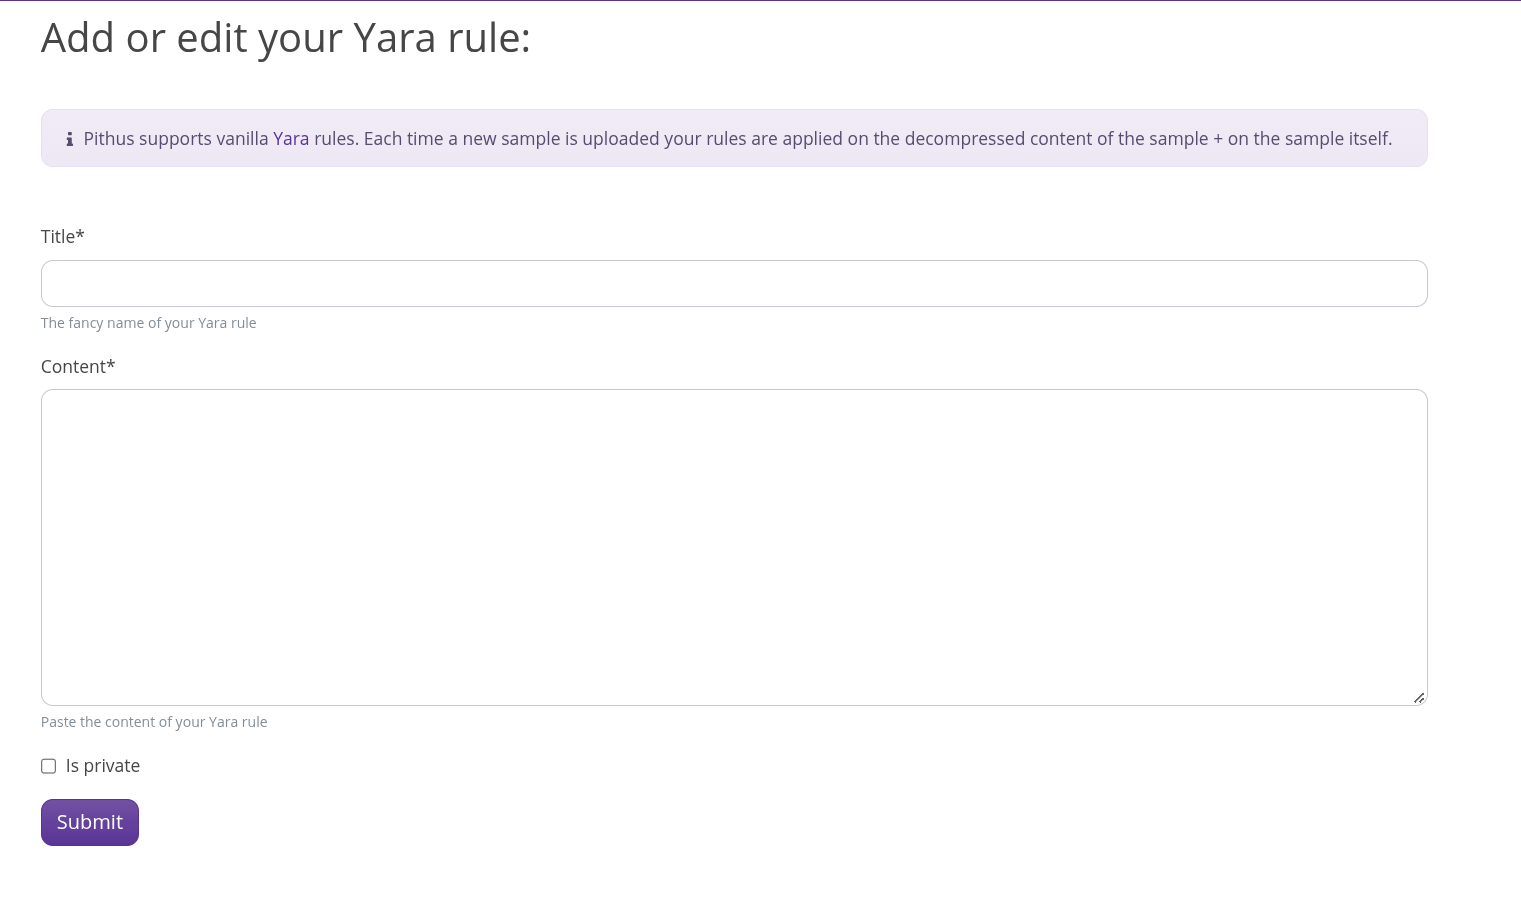 Add or edit your Yara rule:
Pithus supports vanilla Yara rules. Each time a new sample is uploaded your rules are applied on the decompressed content of the sample + on the sample itself.
Title*
The fancy name of your Yara rule
Content*
Paste the content of your Yara rule
Is private
Submit